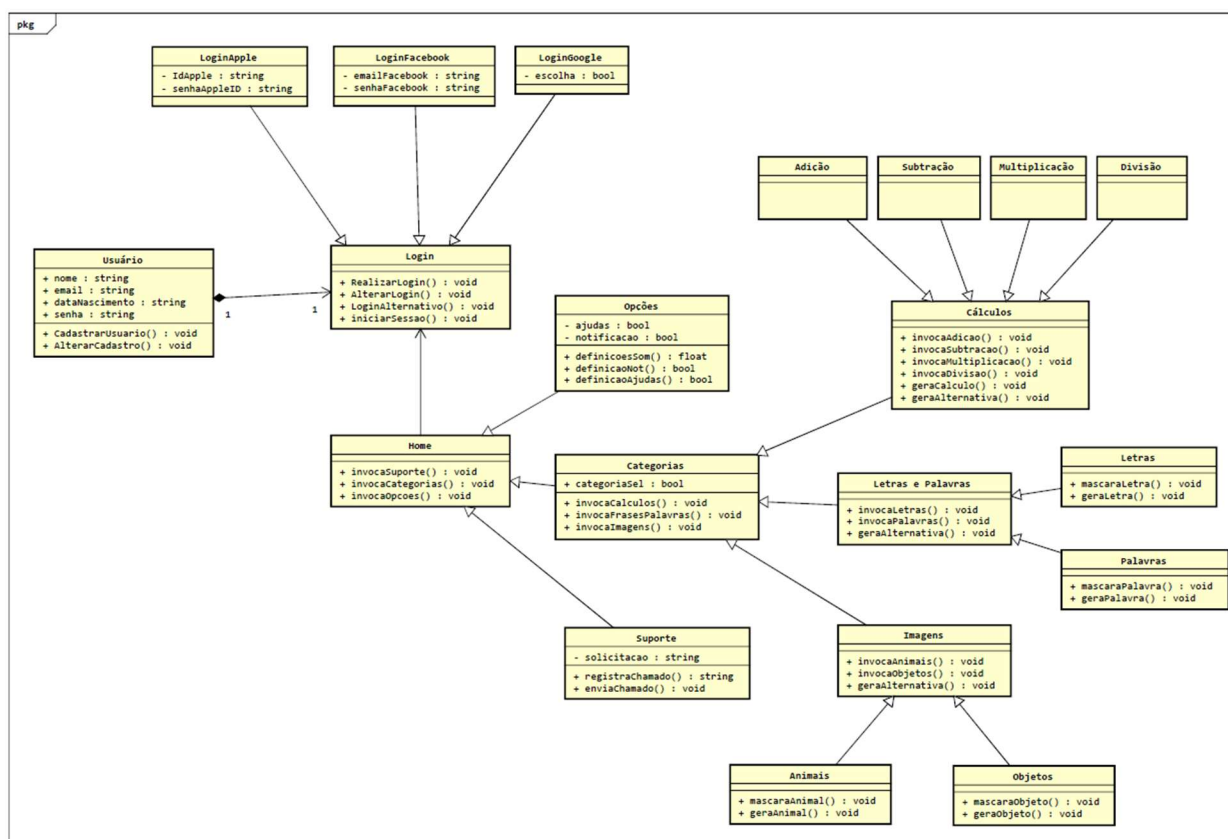 pkg
LoginApple
- IdApple : string
- senhaAppleID : string
LoginFacebook
- emailFacebook : string
- senhaFacebook : string
LoginGoogle
- escolha : bool
Adição
Subtração
Multiplicação
Divisão
Usuário
+ nome : string
+ email : string
+ dataNascimento : string
+ senha : string
+ CadastrarUsuario() : void
+ AlterarCadastro() : void
1
1
Login
+ RealizarLogin() : void
+ AlterarLogin() : void
+ LoginAlternativo() : void
+ iniciarSessao() : void
Opções
- ajudas : bool
- notificacao : bool
+ definicoesSom() : float
+ definicaoNot() : bool
+ definicaoAjudas() : bool
Cálculos
+ invocaAdicao() : void
+ invocaSubtracao() : void
+ invocaMultiplicacao() : void
+ invocaDivisao() : void
+ geraCalculo() : void
+ geraAlternativa() : void
Home
+ invocaSuporte() : void
+ invocaCategorias() : void
+ invocaOpcoes() : void
Categorias
+ categoriaSel : bool
+ invocaCalculos() : void
+ invocaFrasesPalavras() : void
+ invocaImagens() : void
Letras e Palavras
+ invocaLetras() : void
+ invocaPalavras() : void
+ geraAlternativa() : void
Letras
+ mascaraLetra() : void
+ geraLetra() : void
Palavras
+ mascaraPalavra() : void
+ geraPalavra() : void
Suporte
- solicitacao : string
+ registraChamado() : string
+ enviaChamado() : void
Imagens
+ invocaAnimais() : void
+ invocaObjetos() : void
+ geraAlternativa() : void
Animais
+ mascaraAnimal() : void
+ geraAnimal() : void
Objetos
+ mascaraObjeto() : void
+ geraObjeto() : void